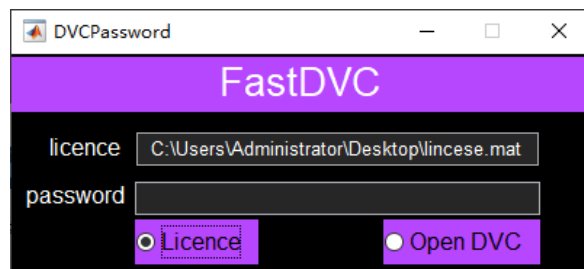 DVCPassword
FastDVC
licence C:\Users\Administrator\Desktop\lincese.mat
password
Licence Open DVC